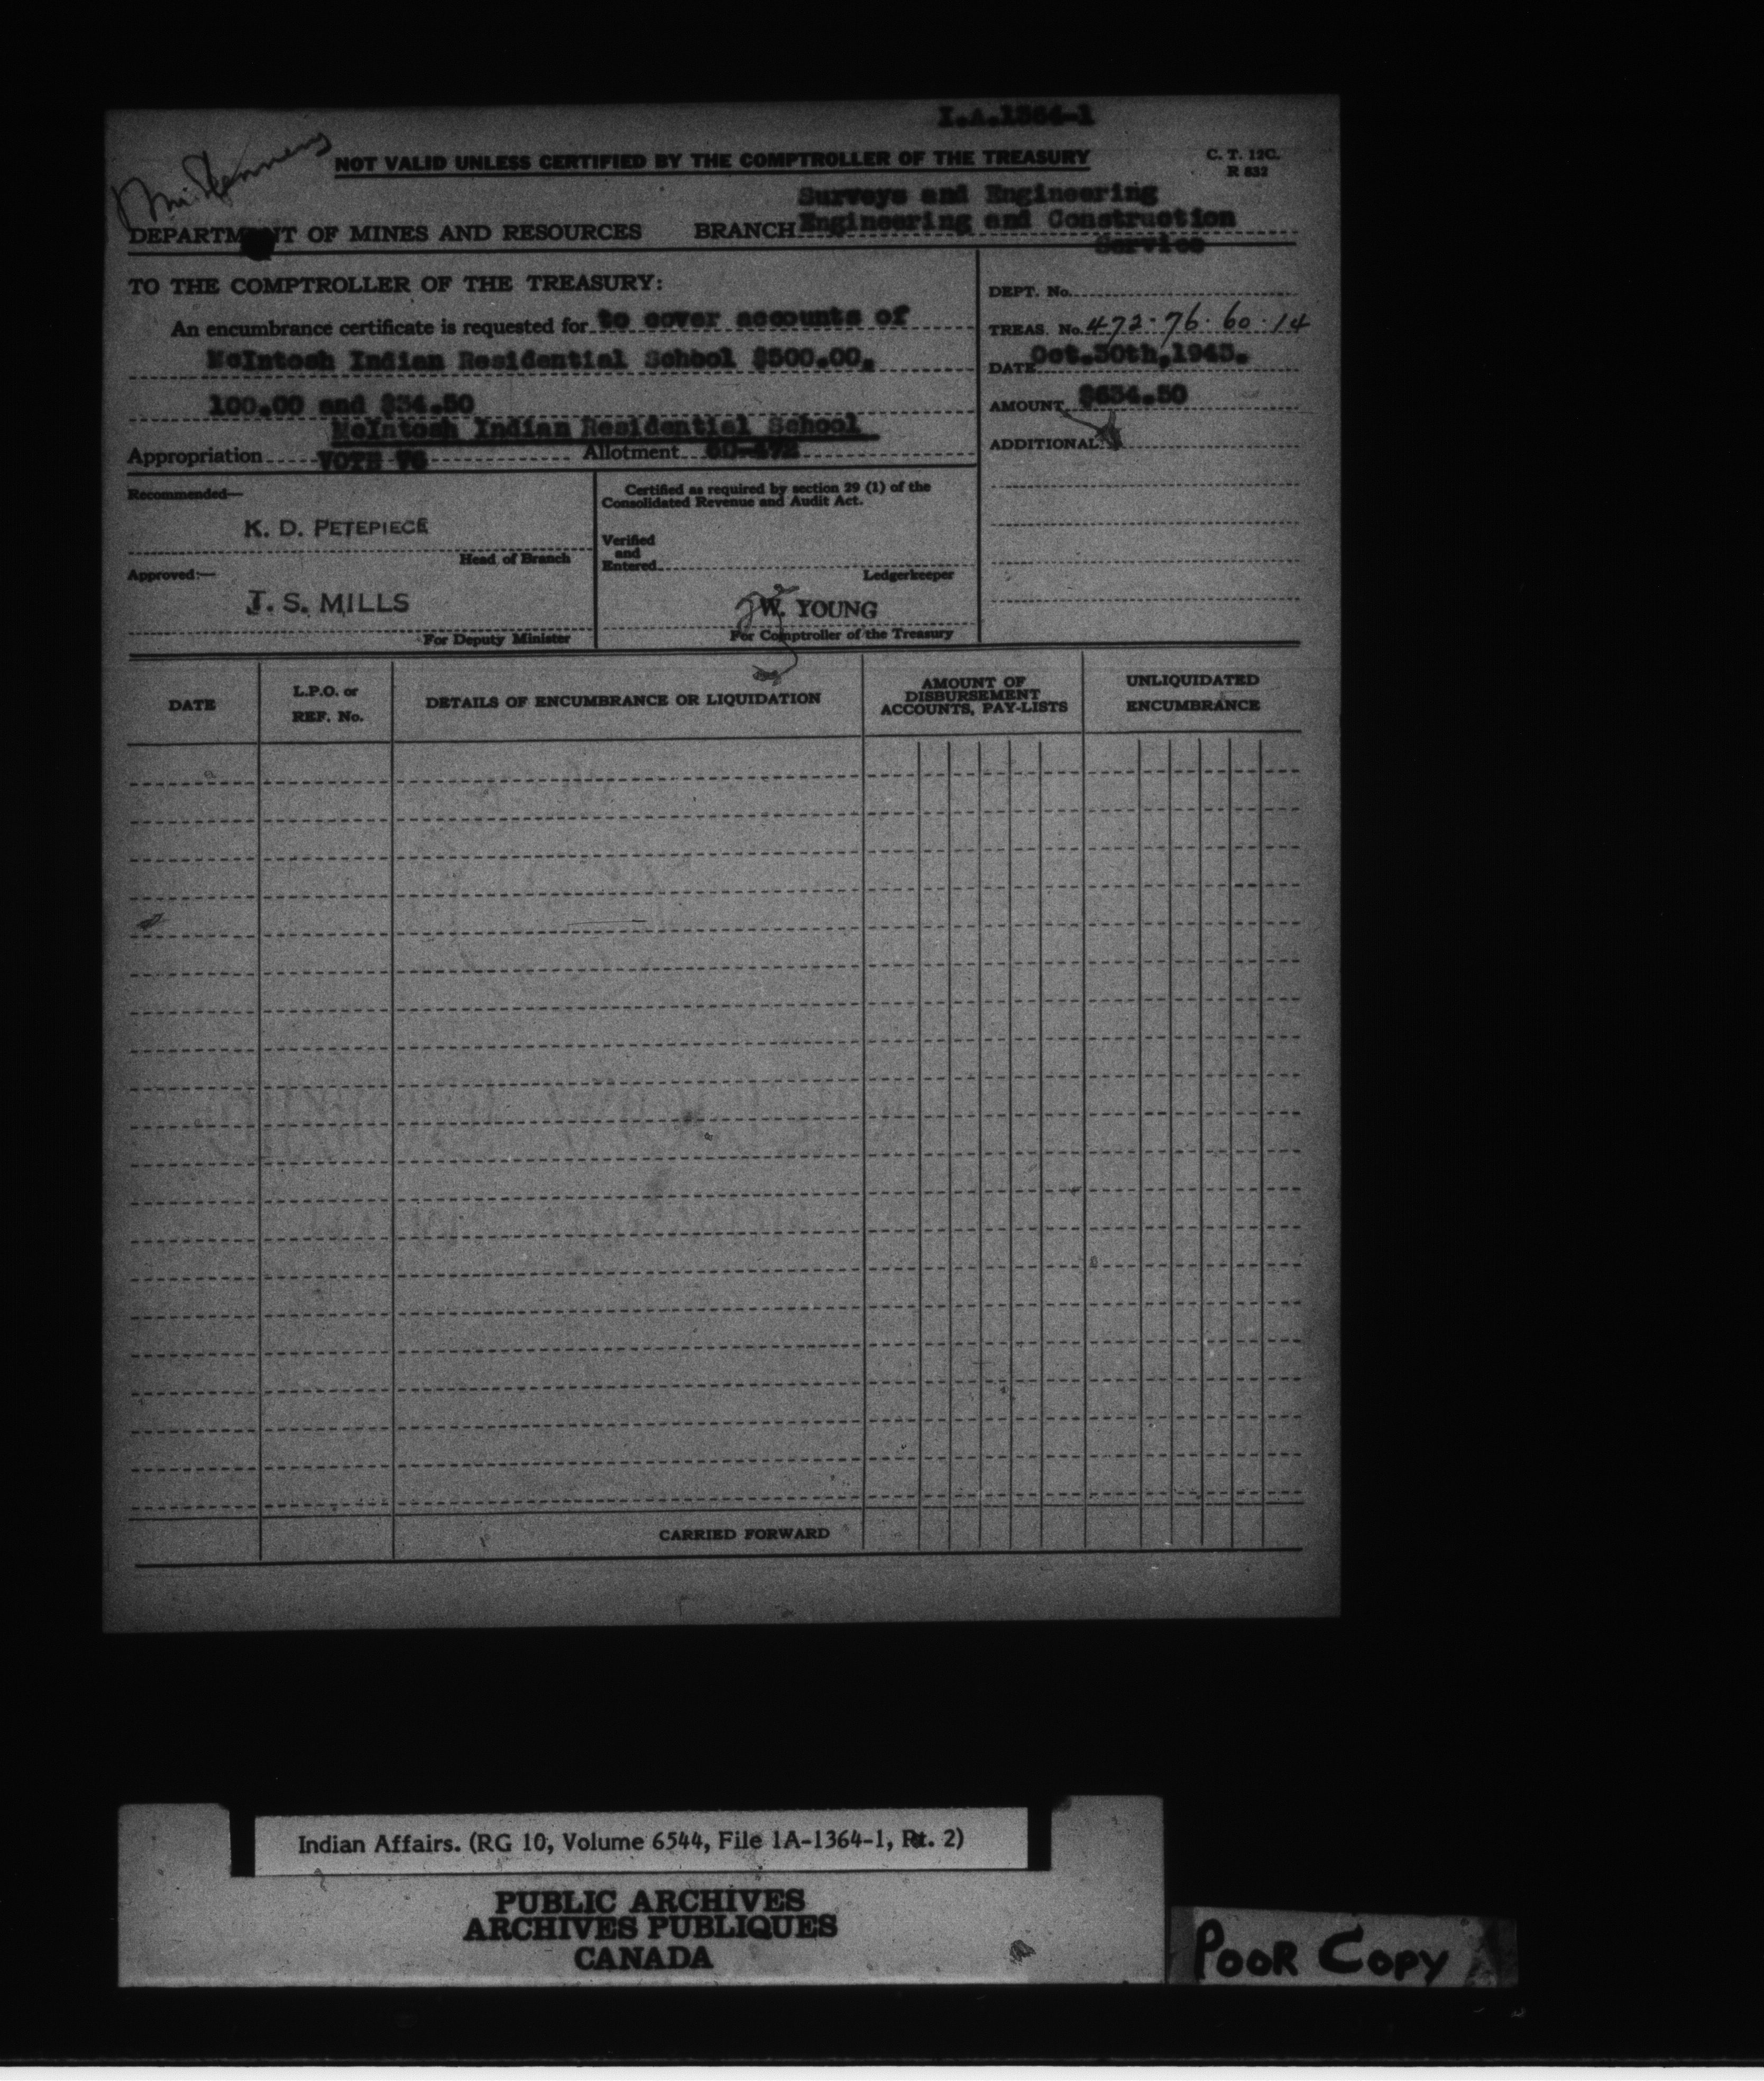 I.A.1364-1
NOT VALID UNLESS CERTIFIED BY THE COMPTROLLER OF THE TREASURY
C. T. 12C.
R 832
Surveys and Engineering
DEPARTMENT OF MINES AND RESOURCES BRANCH Engineering and Construction
Service
TO THE COMPTROLLER OF THE TREASURY:
An encumbrance certificate is requested for to cover accounts of
McIntosh Indian Residential School $500.00,
100.00 and $34.50
McIntosh Indian Residential School
Appropriation VOTE 76 Allotment 60-472
DEPT. No.
TREAS. No. 472-76-60-14
DATE Oct.30th,1945.
AMOUNT $634.50
ADDITIONAL
Recommended—
K. D. PETEPIECE
Head of Branch
Approved:—
J. S. MILLS
For Deputy Minister
Certified as required by section 29 (1) of the
Consolidated Revenue and Audit Act.
Verified
and
Entered
Ledgerkeeper
W. YOUNG
For Comptroller of the Treasury
DATE
L.P.O. or
REF. No.
DETAILS OF ENCUMBRANCE OR LIQUIDATION
AMOUNT OF
DISBURSEMENT
ACCOUNTS, PAY-LISTS
UNLIQUIDATED
ENCUMBRANCE
CARRIED FORWARD
Indian Affairs. (RG 10, Volume 6544, File 1A-1364-1, Pt. 2)
PUBLIC ARCHIVES
ARCHIVES PUBLIQUES
CANADA
POOR COPY